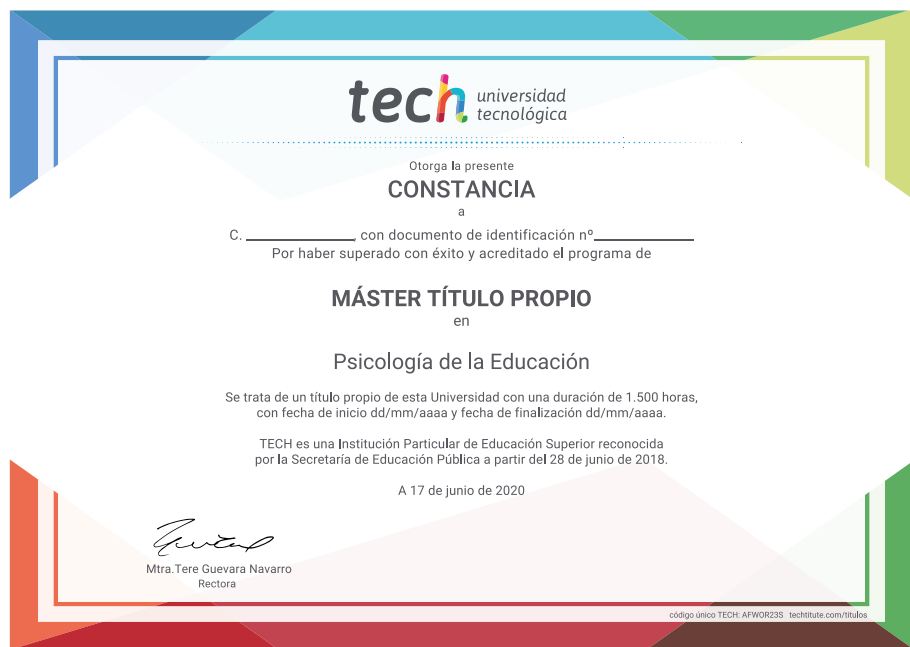 tech universidad
tecnológica
Otorga la presente
CONSTANCIA
a
C. ____________, con documento de identificación nº____________
Por haber superado con éxito y acreditado el programa de
MÁSTER TÍTULO PROPIO
en
Psicología de la Educación
Se trata de un título propio de esta Universidad con una duración de 1.500 horas,
con fecha de inicio dd/mm/aaaa y fecha de finalización dd/mm/aaaa.
TECH es una Institución Particular de Educación Superior reconocida
por la Secretaría de Educación Pública a partir del 28 de junio de 2018.
A 17 de junio de 2020
Mtra.Tere Guevara Navarro
Rectora
código único TECH: AFWOR23S techtitute.com/titulos